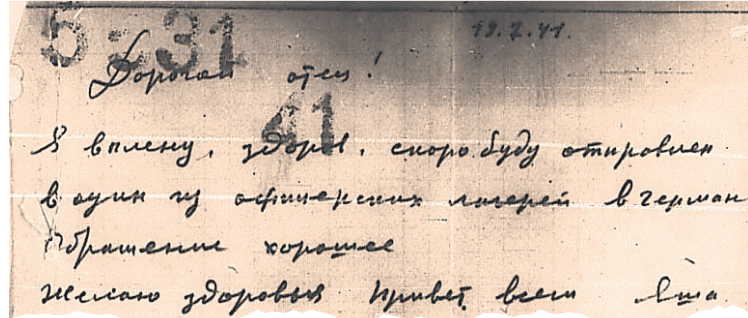 5 31
19.7.41.
Дорогой отец!
41
Я в плену, здоров, скоро буду отправлен
в один из офицерских лагерей в Герман
Обращение хорошее
Желаю здоровья Привет всем Яша